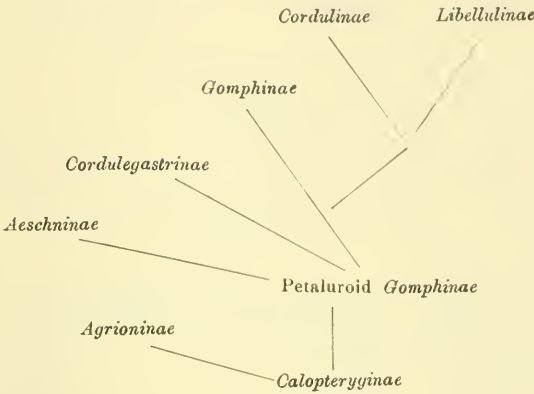 Cordulinae Libellulinae
Gomphinae
Cordulegastrinae
Aeschninae
Petaluroid Gomphinae
Agrioninae
Calopteryginae